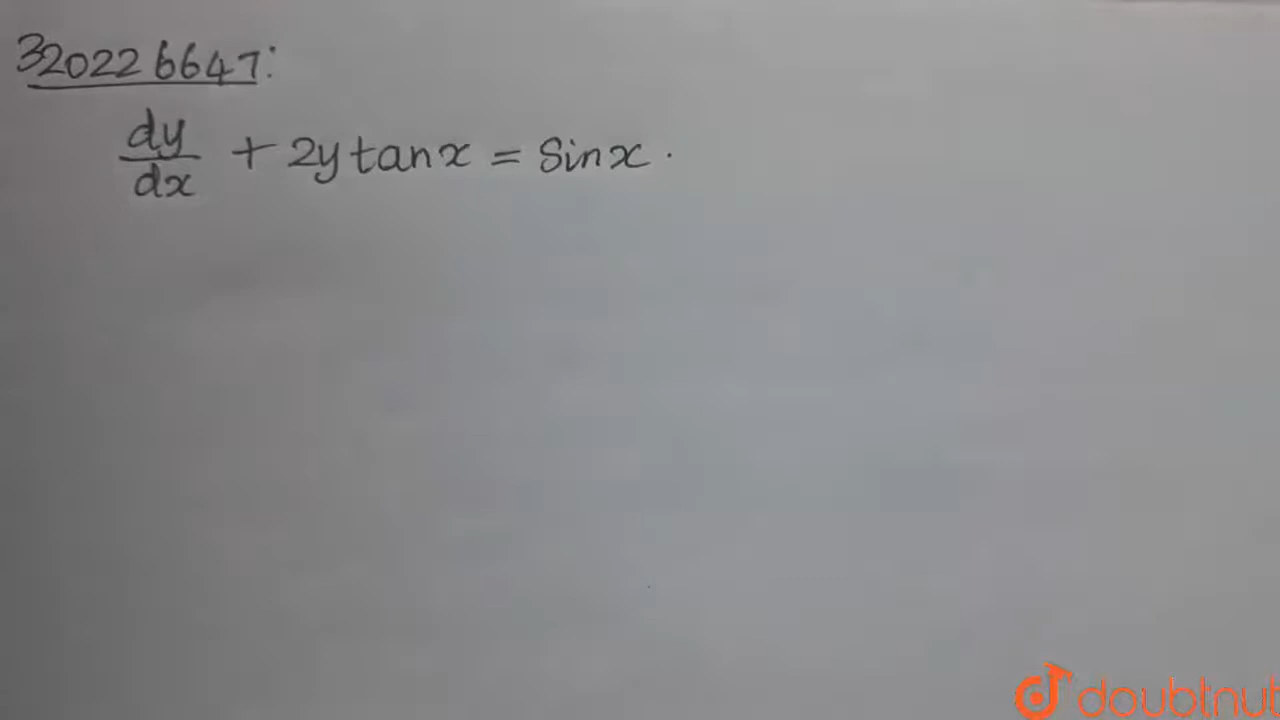 320226647:
dy/dx + 2y tan x = Sin x.
doubtnut